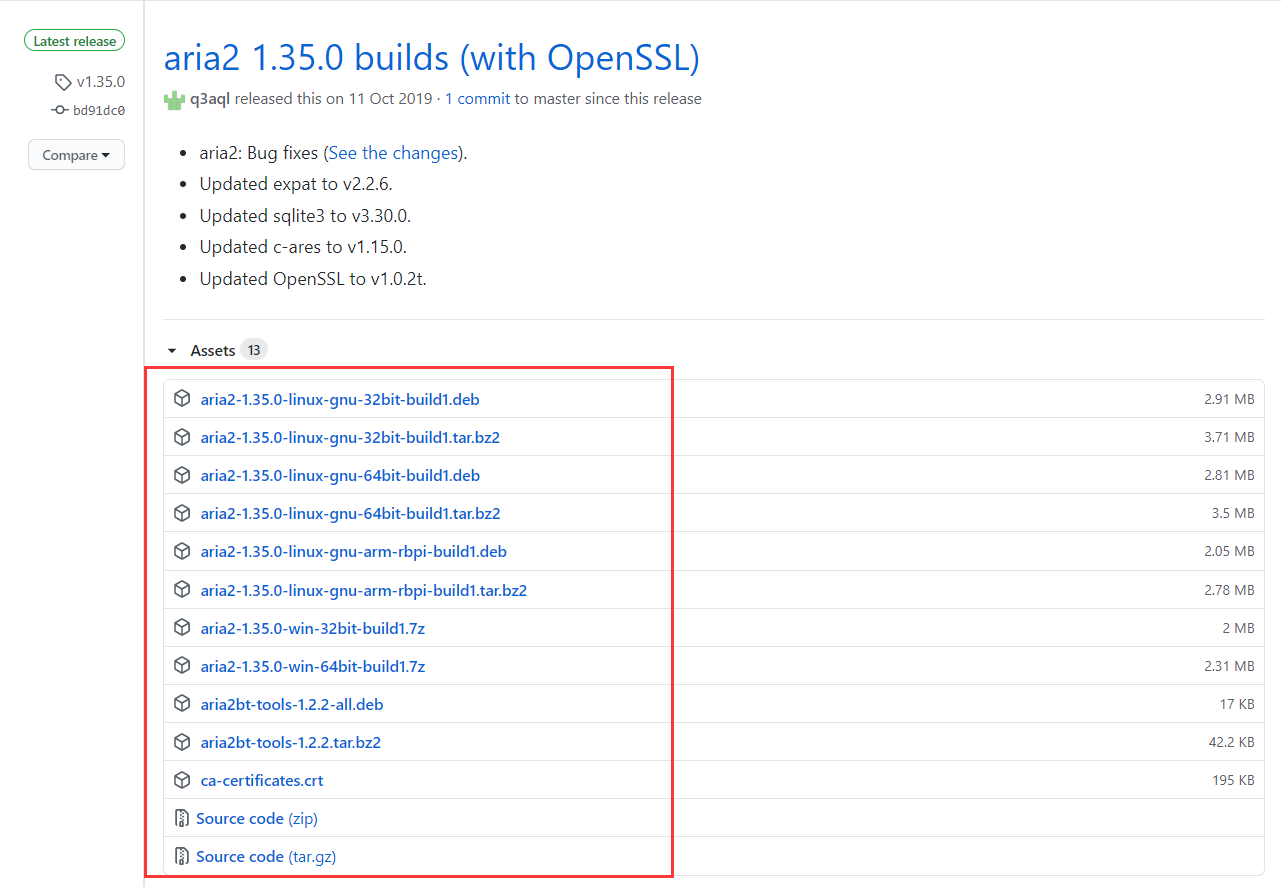 Latest release
v1.35.0
bd91dc0
Compare
aria2 1.35.0 builds (with OpenSSL)
q3aql released this on 11 Oct 2019 · 1 commit to master since this release
aria2: Bug fixes (See the changes).
Updated expat to v2.2.6.
Updated sqlite3 to v3.30.0.
Updated c-ares to v1.15.0.
Updated OpenSSL to v1.0.2t.
Assets 13
aria2-1.35.0-linux-gnu-32bit-build1.deb 2.91 MB
aria2-1.35.0-linux-gnu-32bit-build1.tar.bz2 3.71 MB
aria2-1.35.0-linux-gnu-64bit-build1.deb 2.81 MB
aria2-1.35.0-linux-gnu-64bit-build1.tar.bz2 3.5 MB
aria2-1.35.0-linux-gnu-arm-rbpi-build1.deb 2.05 MB
aria2-1.35.0-linux-gnu-arm-rbpi-build1.tar.bz2 2.78 MB
aria2-1.35.0-win-32bit-build1.7z 2 MB
aria2-1.35.0-win-64bit-build1.7z 2.31 MB
aria2bt-tools-1.2.2-all.deb 17 KB
aria2bt-tools-1.2.2.tar.bz2 42.2 KB
ca-certificates.crt 195 KB
Source code (zip)
Source code (tar.gz)